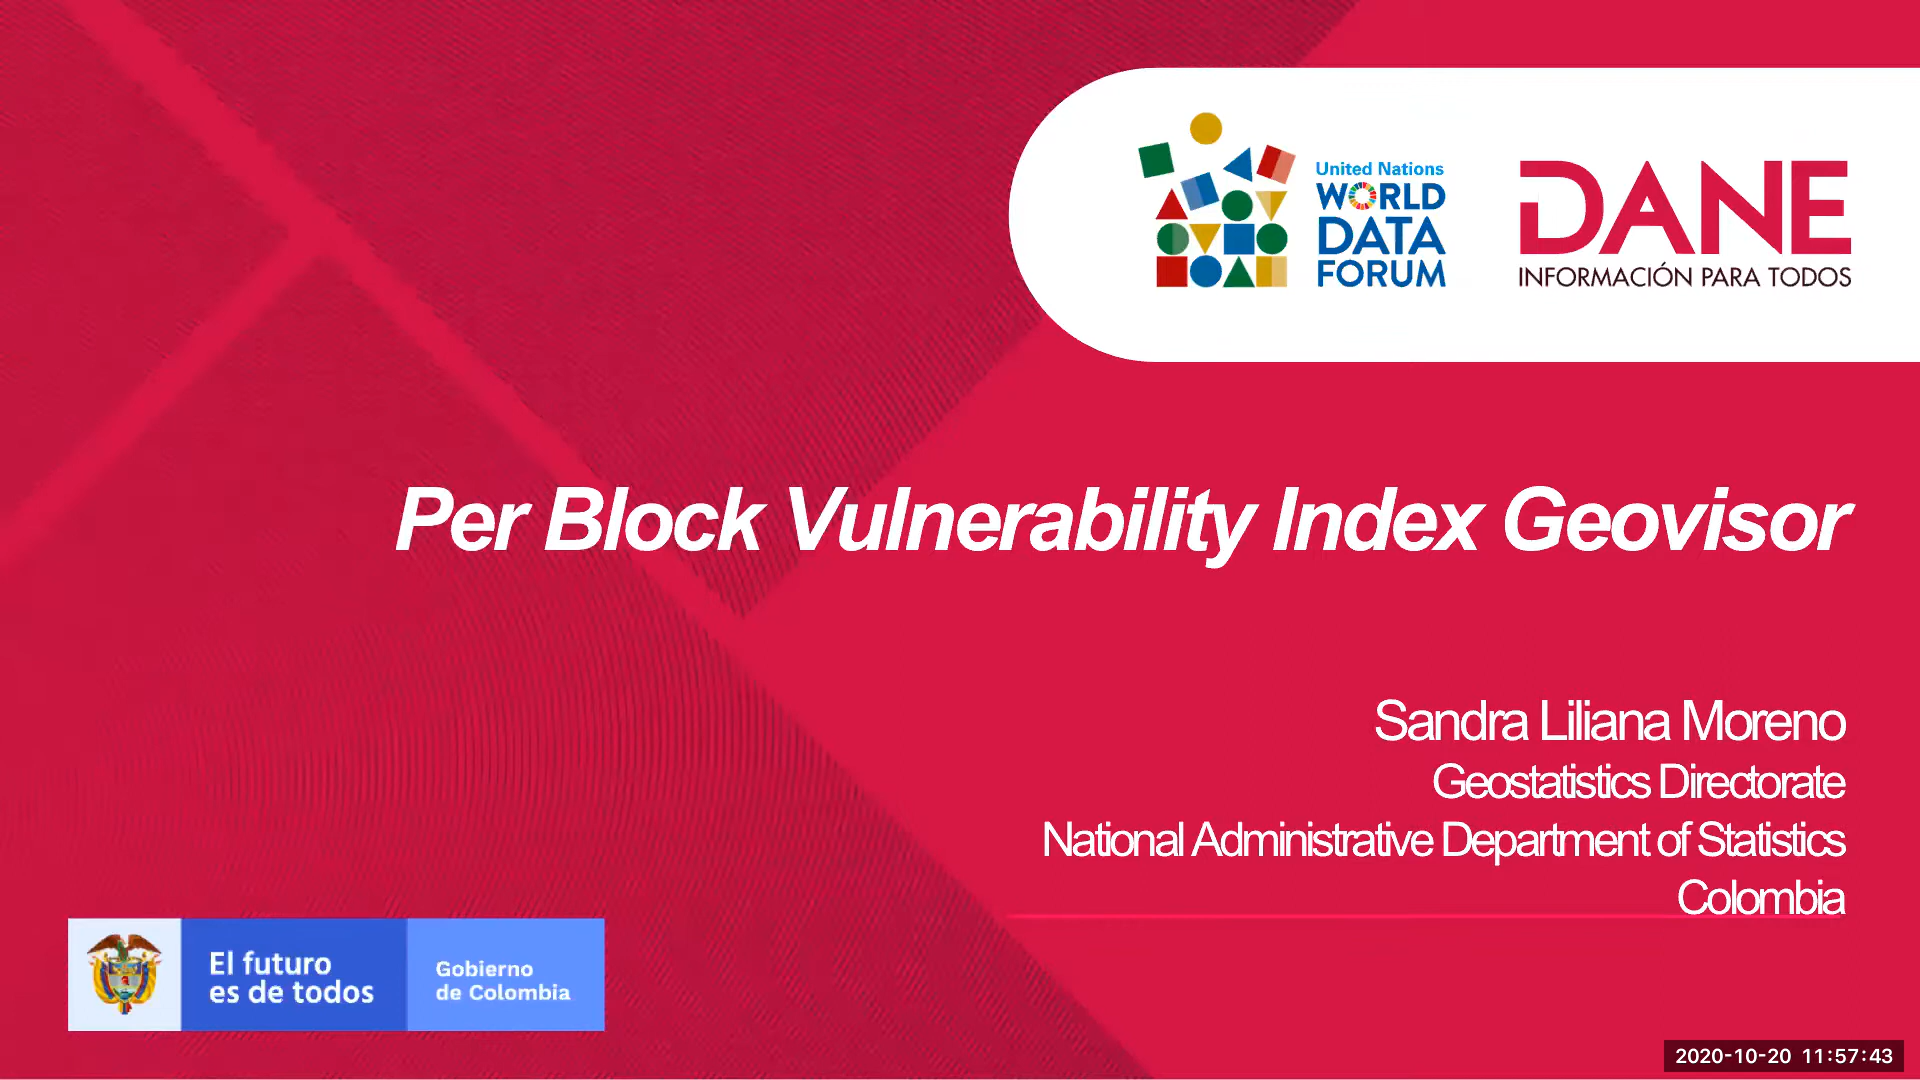 United Nations
WORLD
DATA
FORUM
DANE
INFORMACIÓN PARA TODOS
Per Block Vulnerability Index Geovisor
Sandra Liliana Moreno
Geostatistics Directorate
National Administrative Department of Statistics
Colombia
El futuro
es de todos
Gobierno
de Colombia
2020-10-20 11:57:43